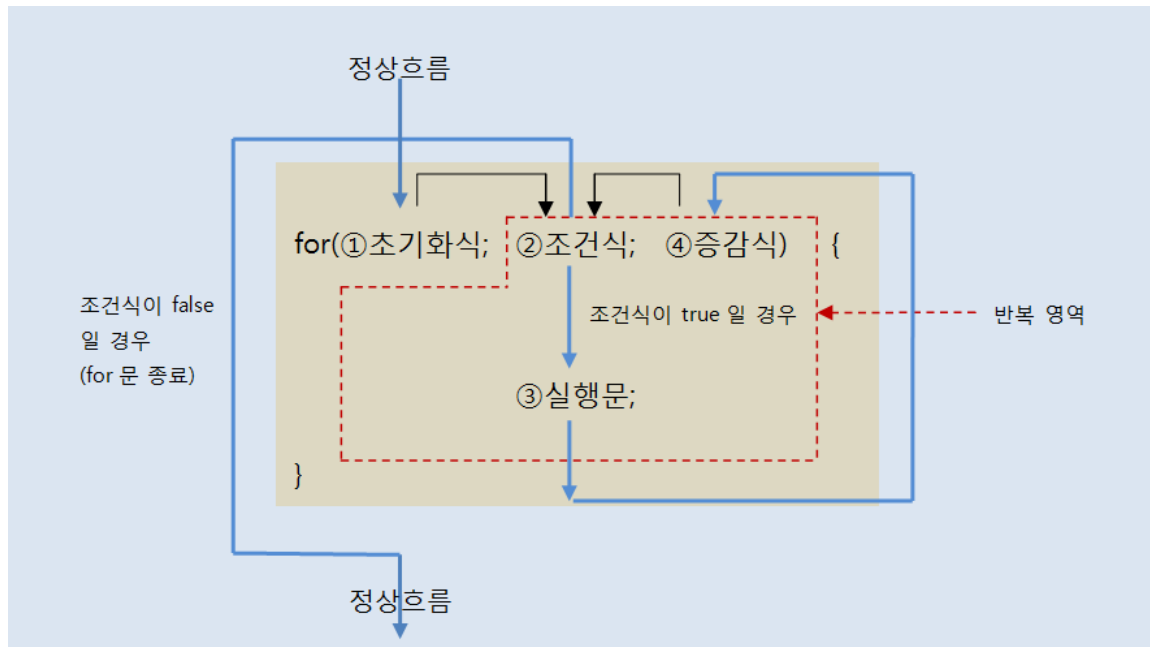 정상흐름
for(①초기화식; ②조건식; ④증감식) {
조건식이 false
일 경우
(for 문 종료)
조건식이 true 일 경우
반복 영역
③실행문;
}
정상흐름